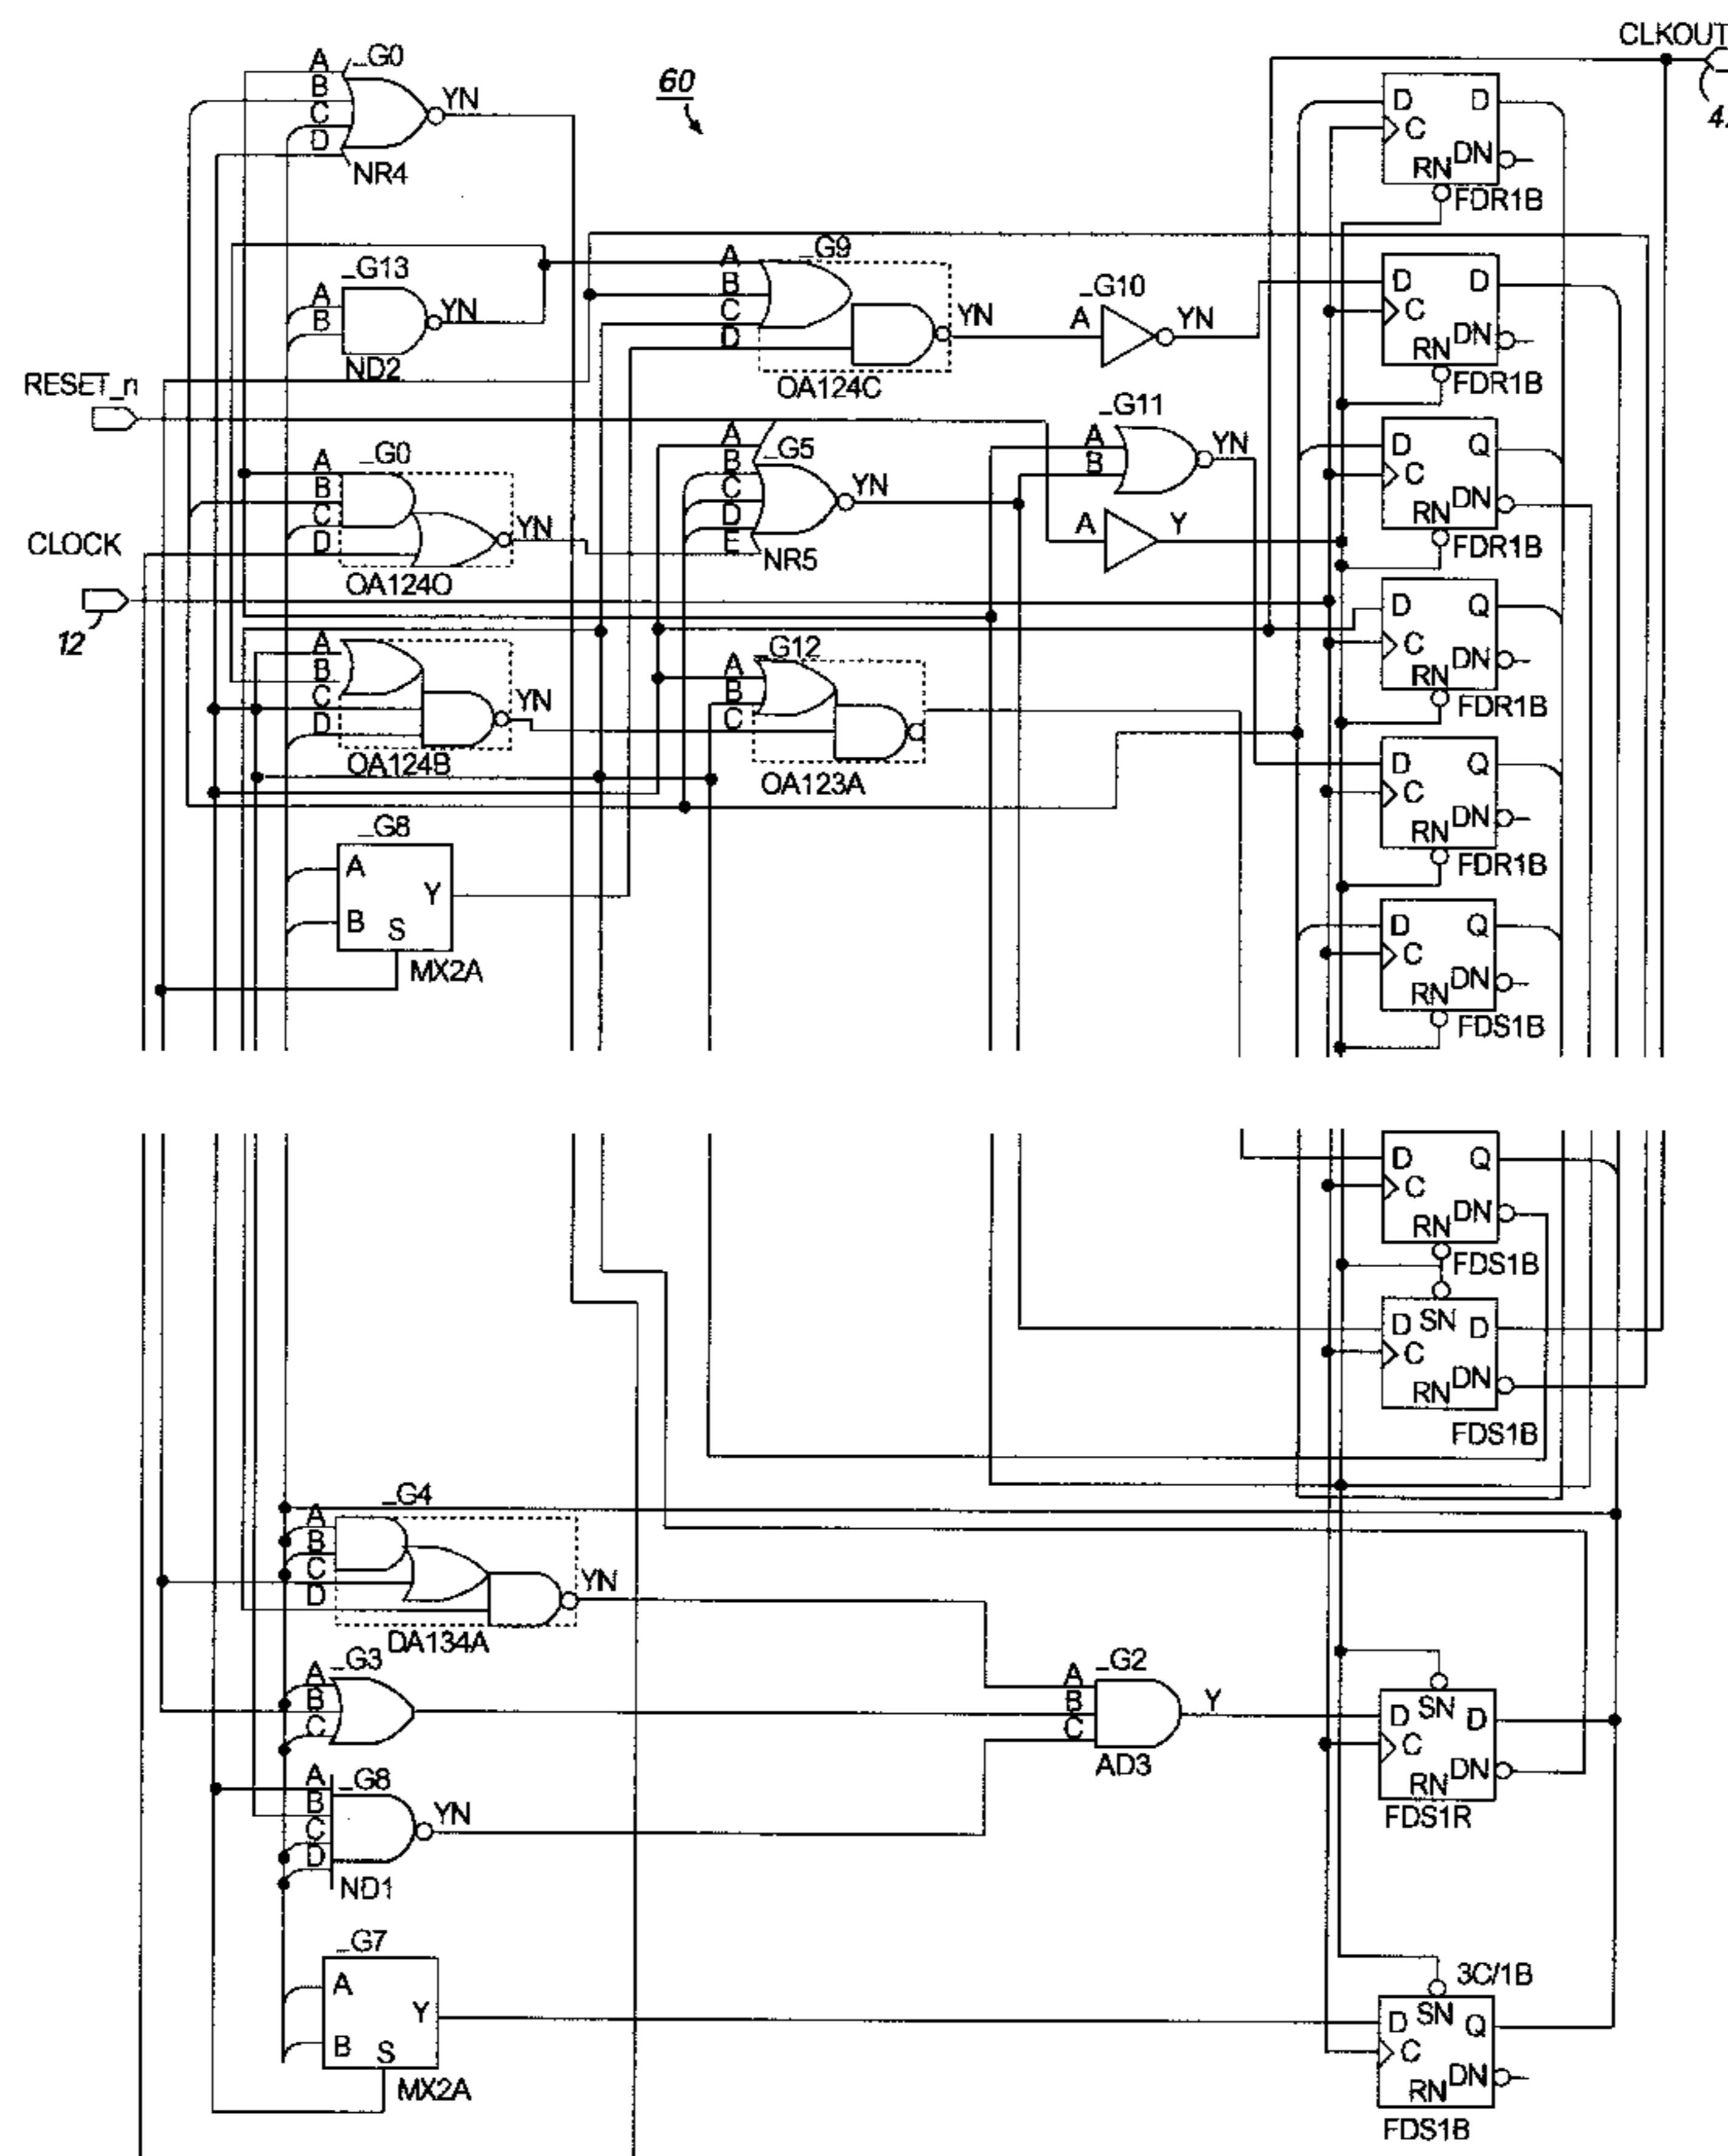 CLKOUT
60
A _G0
B
C
D
YN
NR4
D D
C
RN DN
FDR1B
_G13
A
B
YN
ND2
_G9
A
B
C
D
YN
OA124C
_G10
A YN
D D
C
RN DN
FDR1B
RESET_n
_G11
A
B
YN
_G0
A
B
C
D
YN
OA124O
_G5
A
B
C
D
E
YN
NR5
A Y
D Q
C
RN DN
FDR1B
CLOCK
12
A
B
C
D
YN
OA124B
_G12
A
B
C
OA123A
D Q
C
RN DN
FDR1B
D Q
C
RN DN
FDR1B
_G8
A
B
Y
S
MX2A
D Q
C
RN DN
FDS1B
D Q
C
RN DN
FDS1B
D SN D
C
RN DN
FDS1B
_G4
A
B
C
D
YN
DA134A
_G3
A
B
C
_G2
A
B
C
Y
AD3
D SN D
C
RN DN
FDS1R
_G8
A
B
C
D
YN
ND1
_G7
A
B
Y
S
MX2A
3C/1B
D SN Q
C
RN DN
FDS1B